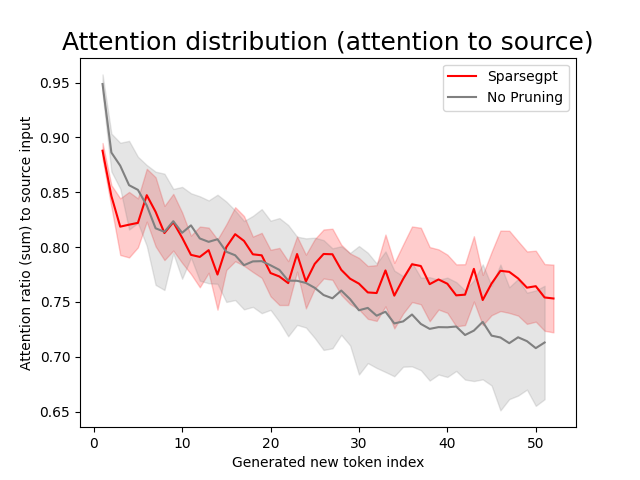 Attention distribution (attention to source)
Sparsegpt
No Pruning
Attention ratio (sum) to source input
0.95
0.90
0.85
0.80
0.75
0.70
0.65
0 10 20 30 40 50
Generated new token index